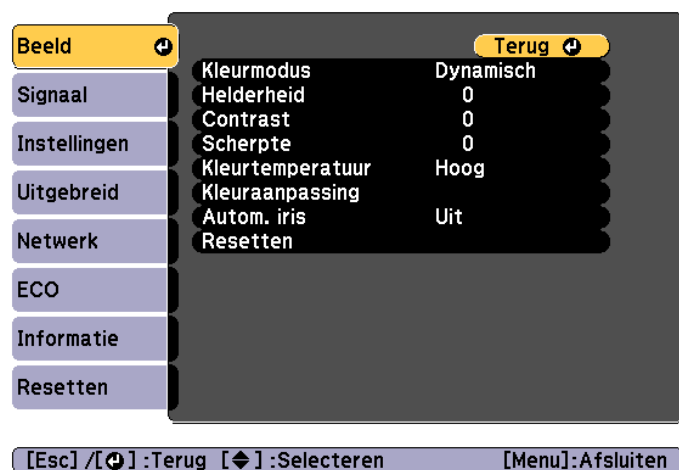 Beeld
Signaal
Instellingen
Uitgebreid
Netwerk
ECO
Informatie
Resetten
Terug
Kleurmodus Dynamisch
Helderheid 0
Contrast 0
Scherpte 0
Kleurtemperatuur Hoog
Kleuraanpassing
Autom. iris Uit
Resetten
[Esc] /[⏎] :Terug [◆] :Selecteren [Menu]:Afsluiten